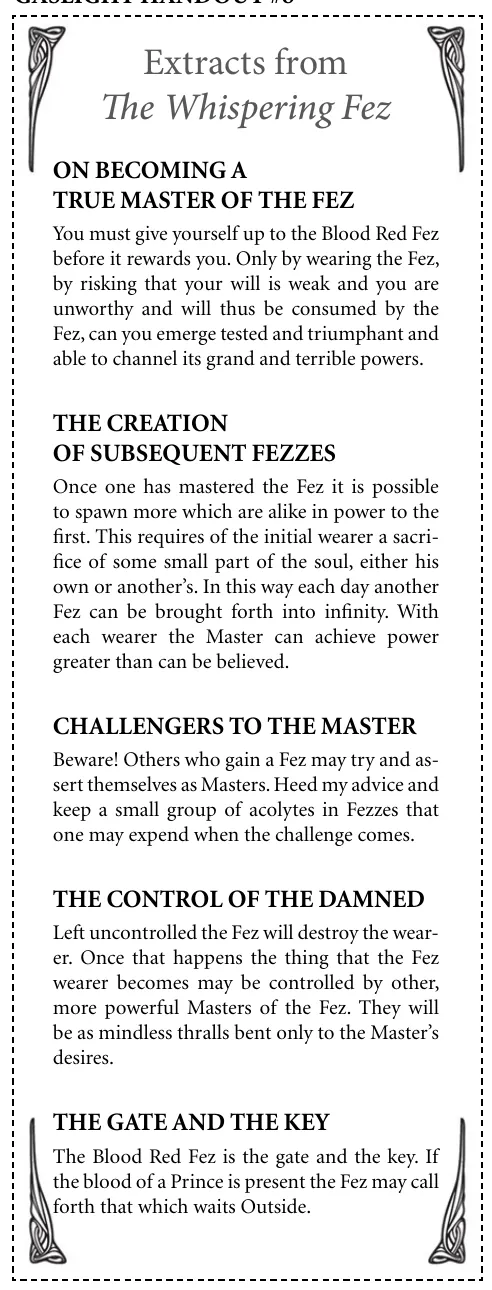 GASLIGHT HANDOUT #8
Extracts from
The Whispering Fez
ON BECOMING A
TRUE MASTER OF THE FEZ
You must give yourself up to the Blood Red Fez
before it rewards you. Only by wearing the Fez,
by risking that your will is weak and you are
unworthy and will thus be consumed by the
Fez, can you emerge tested and triumphant and
able to channel its grand and terrible powers.
THE CREATION
OF SUBSEQUENT FEZZES
Once one has mastered the Fez it is possible
to spawn more which are alike in power to the
first. This requires of the initial wearer a sacri-
fice of some small part of the soul, either his
own or another’s. In this way each day another
Fez can be brought forth into infinity. With
each wearer the Master can achieve power
greater than can be believed.
CHALLENGERS TO THE MASTER
Beware! Others who gain a Fez may try and as-
sert themselves as Masters. Heed my advice and
keep a small group of acolytes in Fezzes that
one may expend when the challenge comes.
THE CONTROL OF THE DAMNED
Left uncontrolled the Fez will destroy the wear-
er. Once that happens the thing that the Fez
wearer becomes may be controlled by other,
more powerful Masters of the Fez. They will
be as mindless thralls bent only to the Master’s
desires.
THE GATE AND THE KEY
The Blood Red Fez is the gate and the key. If
the blood of a Prince is present the Fez may call
forth that which waits Outside.